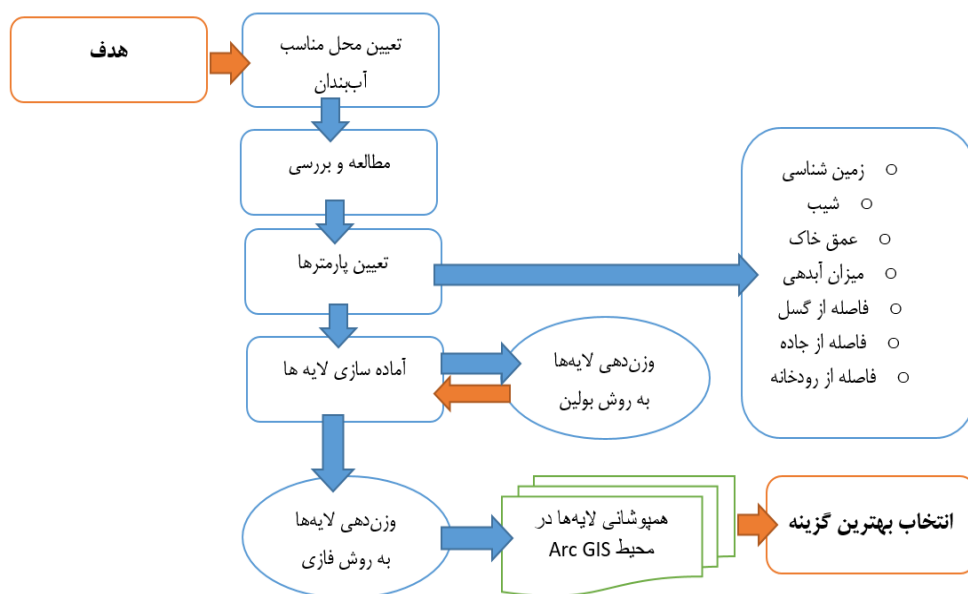 هدف
تعیین محل مناسب
آب‌بندان
مطالعه و بررسی
تعیین پارمترها
زمین شناسی
شیب
عمق خاک
میزان آبدهی
فاصله از گسل
فاصله از جاده
فاصله از رودخانه
آماده سازی لایه ها
وزن‌دهی لایه‌ها
به روش بولین
وزن‌دهی لایه‌ها
به روش فازی
همپوشانی لایه‌ها در
محیط Arc GIS
انتخاب بهترین گزینه